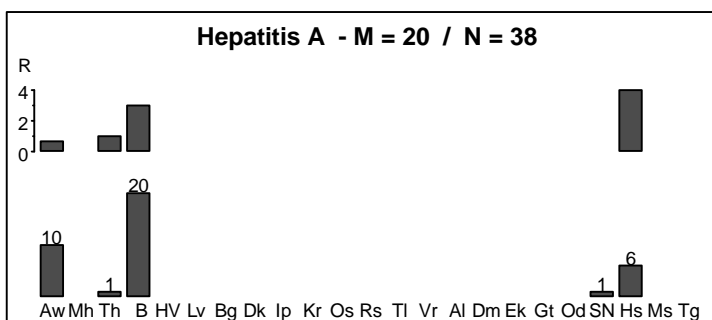 Hepatitis A - M = 20 / N = 38
R
4
2
0
20
10
6
1
1
Aw Mh Th B HV Lv Bg Dk Ip Kr Os Rs Tl Vr Al Dm Ek Gt Od SN Hs Ms Tg